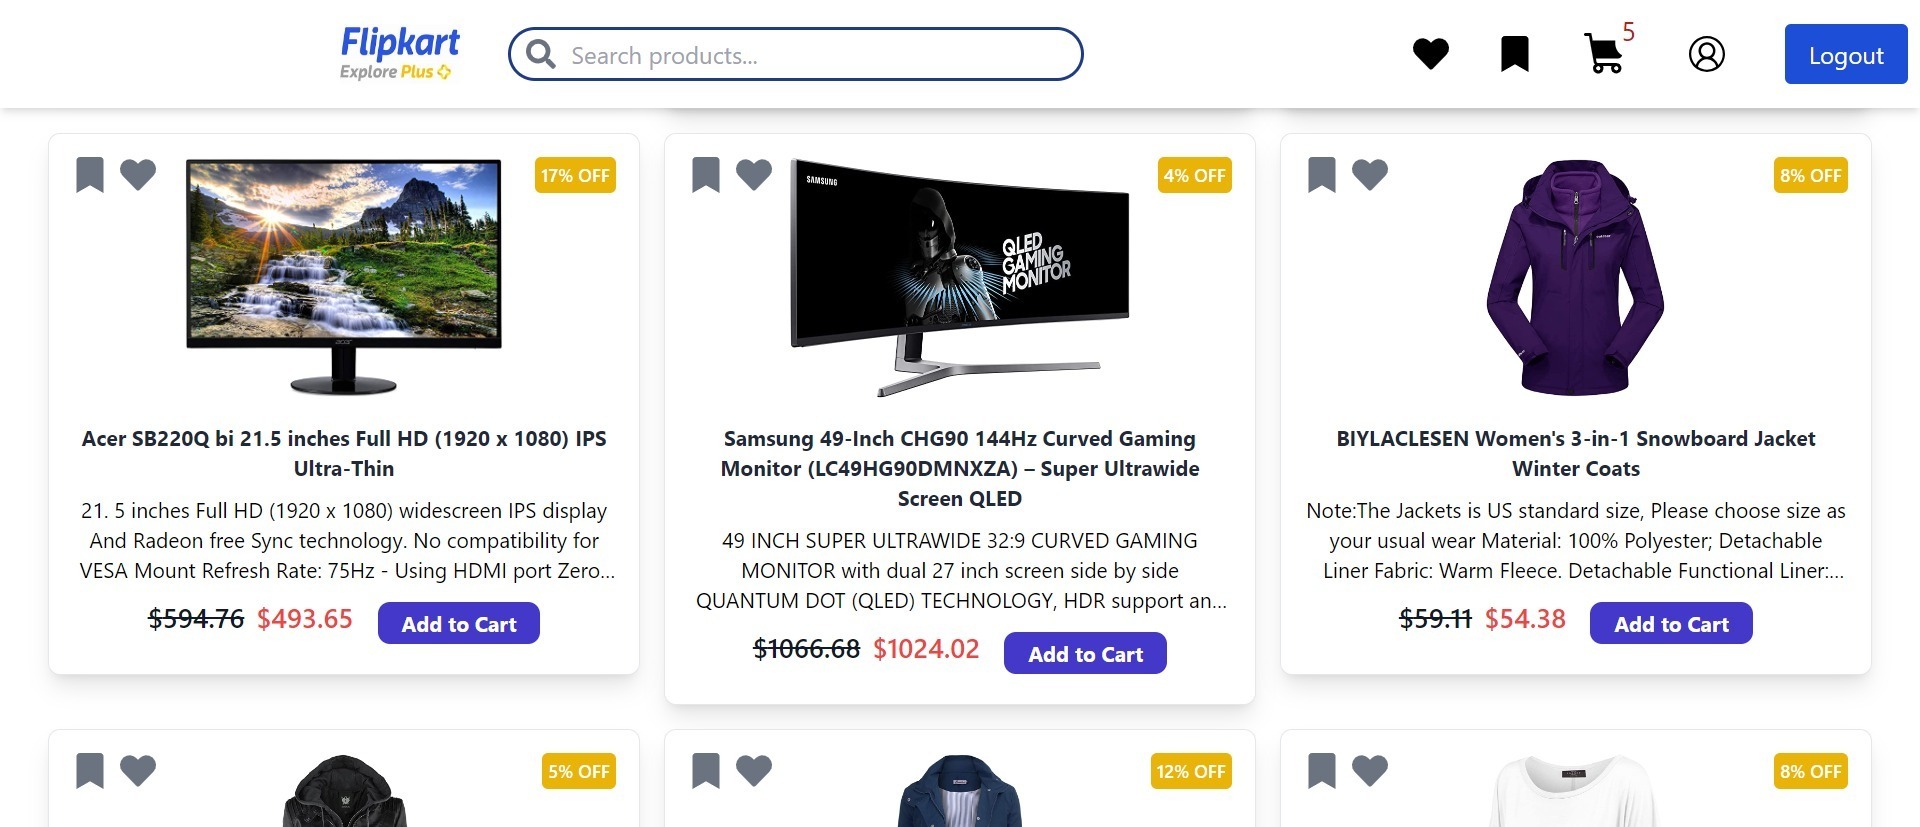 Flipkart
Explore Plus
Search products...
5
Logout
17% OFF
acer
Acer SB220Q bi 21.5 inches Full HD (1920 x 1080) IPS
Ultra-Thin
21. 5 inches Full HD (1920 x 1080) widescreen IPS display
And Radeon free Sync technology. No compatibility for
VESA Mount Refresh Rate: 75Hz - Using HDMI port Zero...
$594.76 $493.65 Add to Cart
4% OFF
SAMSUNG
QLED
GAMING
MONITOR
Samsung 49-Inch CHG90 144Hz Curved Gaming
Monitor (LC49HG90DMNXZA) – Super Ultrawide
Screen QLED
49 INCH SUPER ULTRAWIDE 32:9 CURVED GAMING
MONITOR with dual 27 inch screen side by side
QUANTUM DOT (QLED) TECHNOLOGY, HDR support an...
$1066.68 $1024.02 Add to Cart
8% OFF
BIYLACLESEN Women's 3-in-1 Snowboard Jacket
Winter Coats
Note:The Jackets is US standard size, Please choose size as
your usual wear Material: 100% Polyester; Detachable
Liner Fabric: Warm Fleece. Detachable Functional Liner:...
$59.11 $54.38 Add to Cart
5% OFF
12% OFF
8% OFF